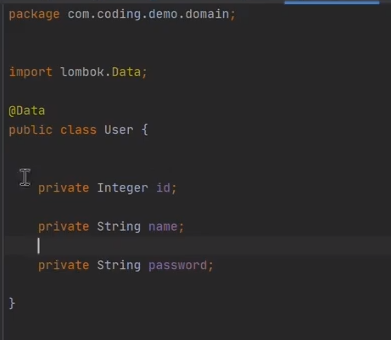 package com.coding.demo.domain;
import lombok.Data;
@Data
public class User {
private Integer id;
private String name;
private String password;
}